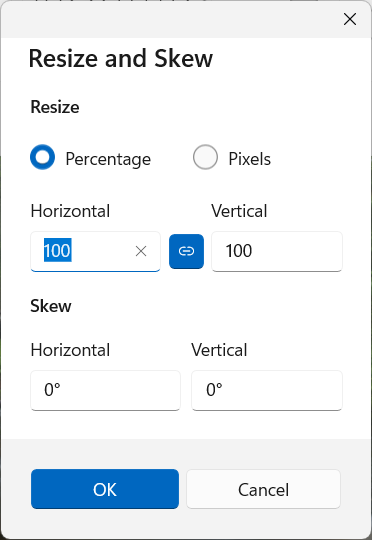 Resize and Skew
Resize
Percentage Pixels
Horizontal Vertical
100 100
Skew
Horizontal Vertical
0° 0°
OK Cancel